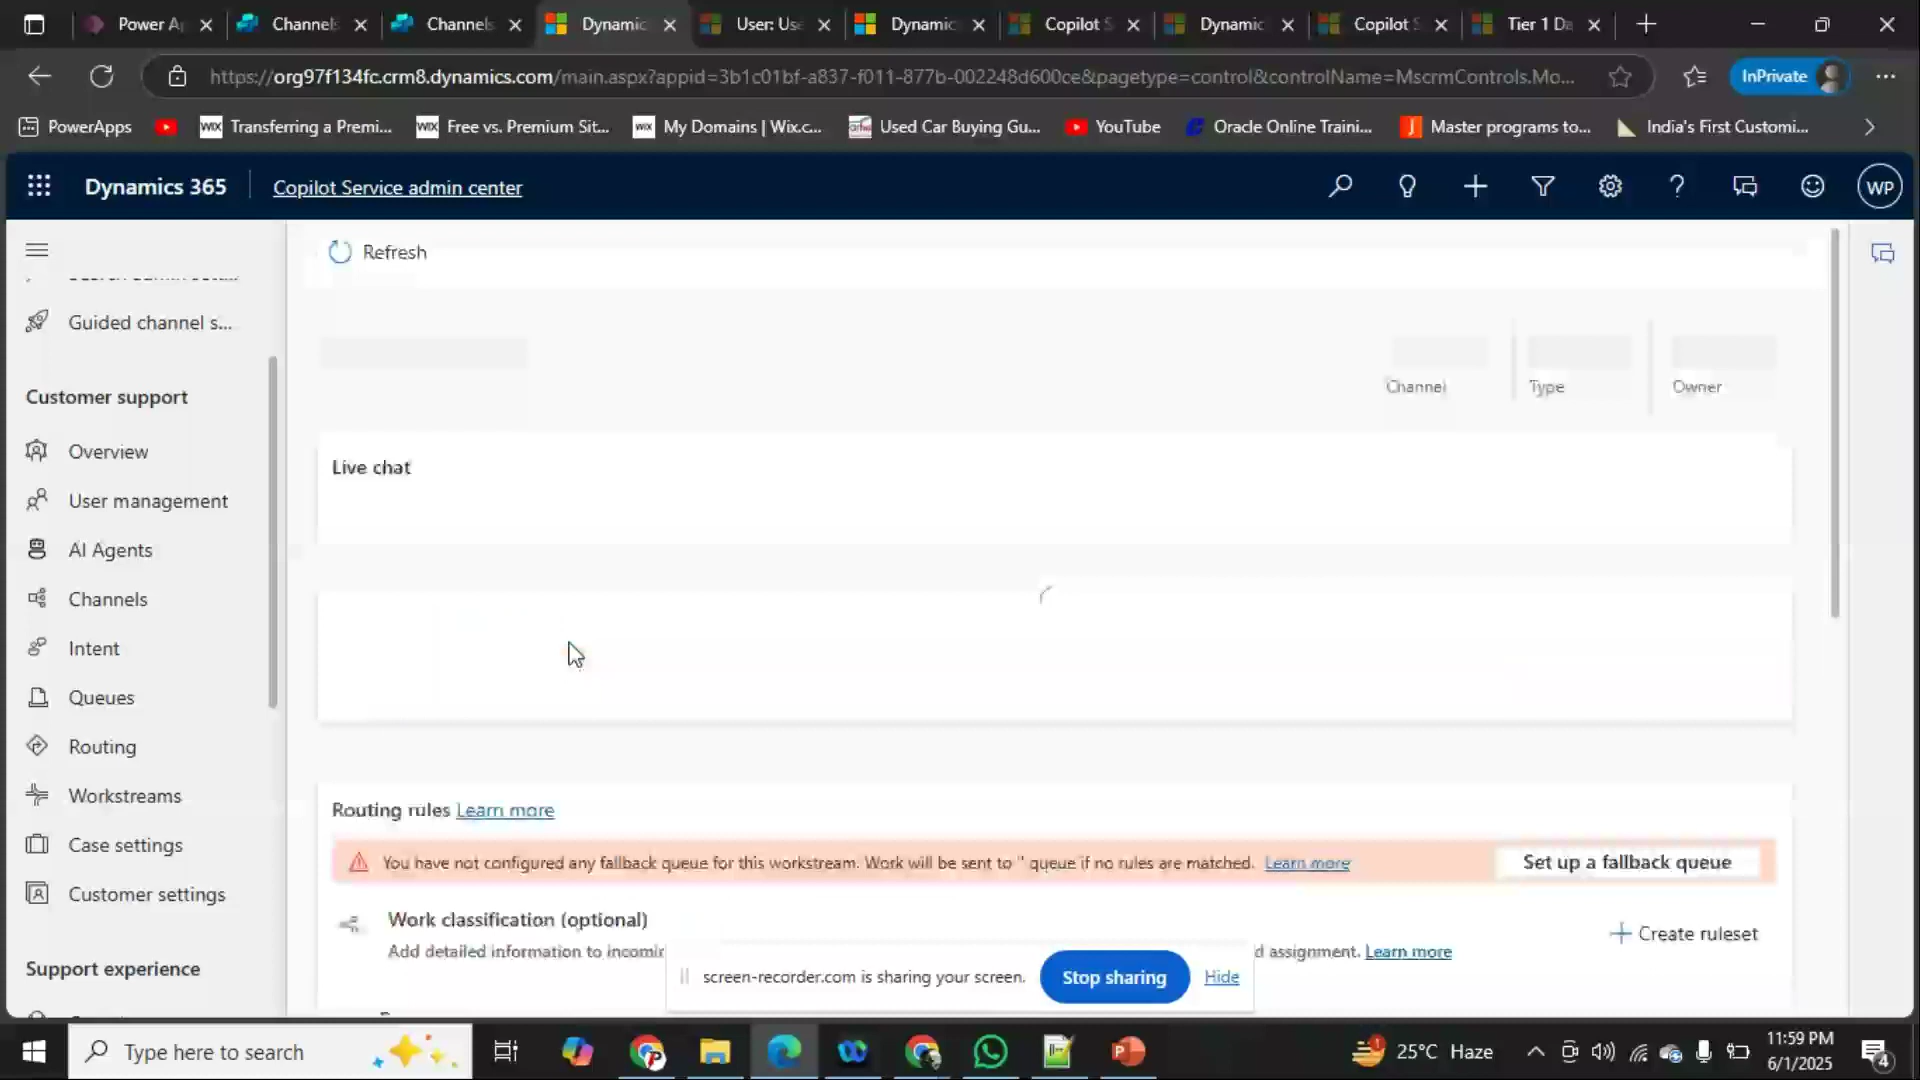 Power Ap
Channels
Channels
Dynamic
User: Use
Dynamic
Copilot S
Dynamic
Copilot S
Tier 1 Da
https://org97f134fc.crm8.dynamics.com/main.aspx?appid=3b1c01bf-a837-f011-877b-002248d600ce&pagetype=control&controlName=MscrmControls.Mo...
InPrivate
PowerApps
WIX Transferring a Premi...
WIX Free vs. Premium Sit...
WIX My Domains | Wix.c...
Used Car Buying Gu...
YouTube
Oracle Online Traini...
Master programs to...
India's First Customi...
Dynamics 365
Copilot Service admin center
WP
Guided channel s...
Customer support
Overview
User management
AI Agents
Channels
Intent
Queues
Routing
Workstreams
Case settings
Customer settings
Support experience
Refresh
Channel
Type
Owner
Live chat
Routing rules Learn more
You have not configured any fallback queue for this workstream. Work will be sent to '' queue if no rules are matched. Learn more
Set up a fallback queue
Work classification (optional)
Add detailed information to incomin
d assignment. Learn more
Create ruleset
screen-recorder.com is sharing your screen.
Stop sharing
Hide
Type here to search
25°C Haze
11:59 PM
6/1/2025
4